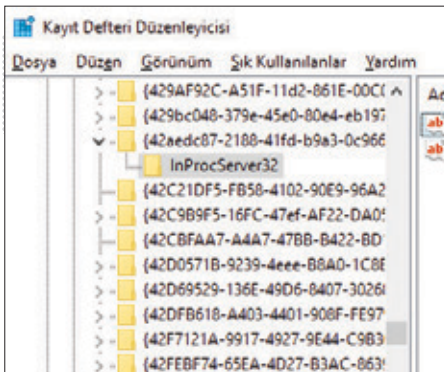 Kayıt Defteri Düzenleyicisi
Dosya Düzen Görünüm Sık Kullanılanlar Yardım
{429AF92C-A51F-11d2-861E-00C(
{429bc048-379e-45e0-80e4-eb197
{42aedc87-2188-41fd-b9a3-0c966
InProcServer32
{42C21DF5-FB58-4102-90E9-96A2
{42C9B9F5-16FC-47ef-AF22-DA05
{42CBFAA7-A4A7-47BB-B422-BD
{42D0571B-9239-4eee-B8A0-1C8E
{42D69529-136E-49D6-8407-3026
{42DFB618-A403-4401-908F-FE97
{42F7121A-9917-4927-9E44-C9B3
{42FEBF74-65EA-4D27-B3AC-863